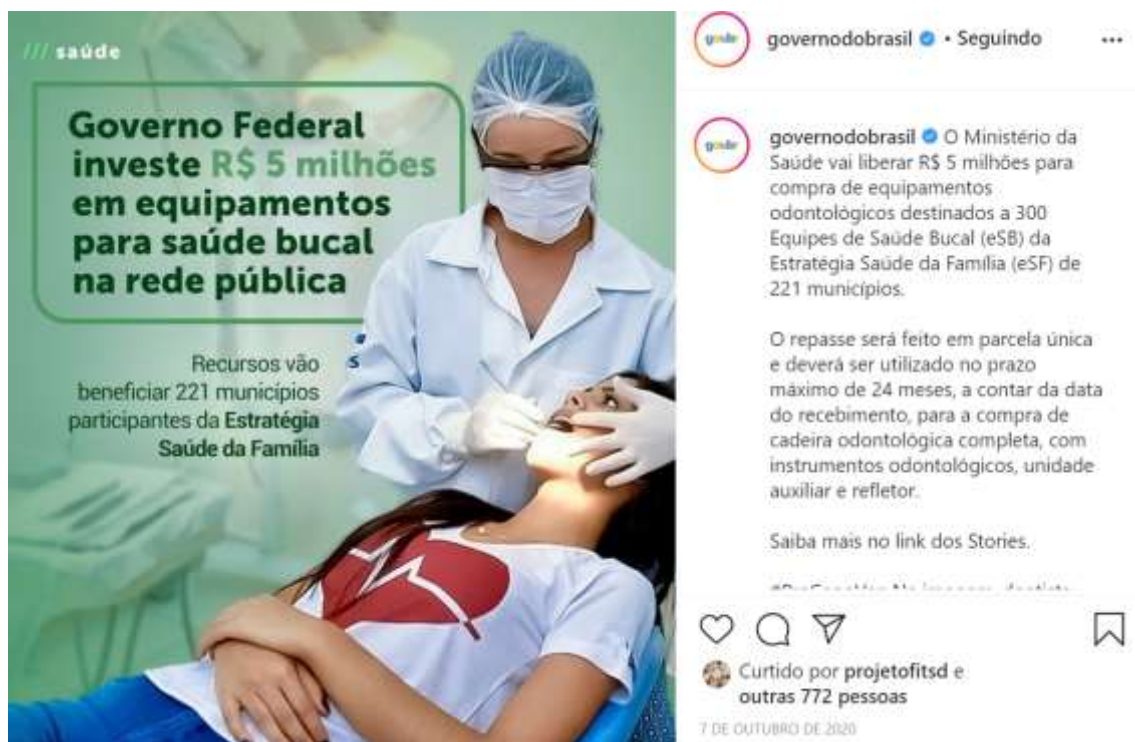 /// saúde
Governo Federal
investe R$ 5 milhões
em equipamentos
para saúde bucal
na rede pública
Recursos vão
beneficiar 221 municípios
participantes da Estratégia
Saúde da Família
governodobrasil • Seguindo
governodobrasil O Ministério da
Saúde vai liberar R$ 5 milhões para
compra de equipamentos
odontológicos destinados a 300
Equipes de Saúde Bucal (eSB) da
Estratégia Saúde da Família (eSF) de
221 municípios.
O repasse será feito em parcela única
e deverá ser utilizado no prazo
máximo de 24 meses, a contar da data
do recebimento, para a compra de
cadeira odontológica completa, com
instrumentos odontológicos, unidade
auxiliar e refletor.
Saiba mais no link dos Stories.
Curtido por projetofitsd e
outras 772 pessoas
7 DE OUTUBRO DE 2020